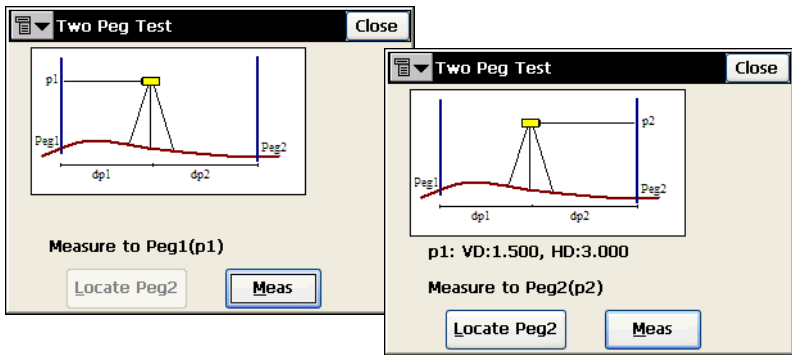 Two Peg Test Close
p1
Peg1 Peg2
dp1 dp2
Measure to Peg1(p1)
Locate Peg2 Meas
Two Peg Test Close
p2
Peg1 Peg2
dp1 dp2
p1: VD:1.500, HD:3.000
Measure to Peg2(p2)
Locate Peg2 Meas